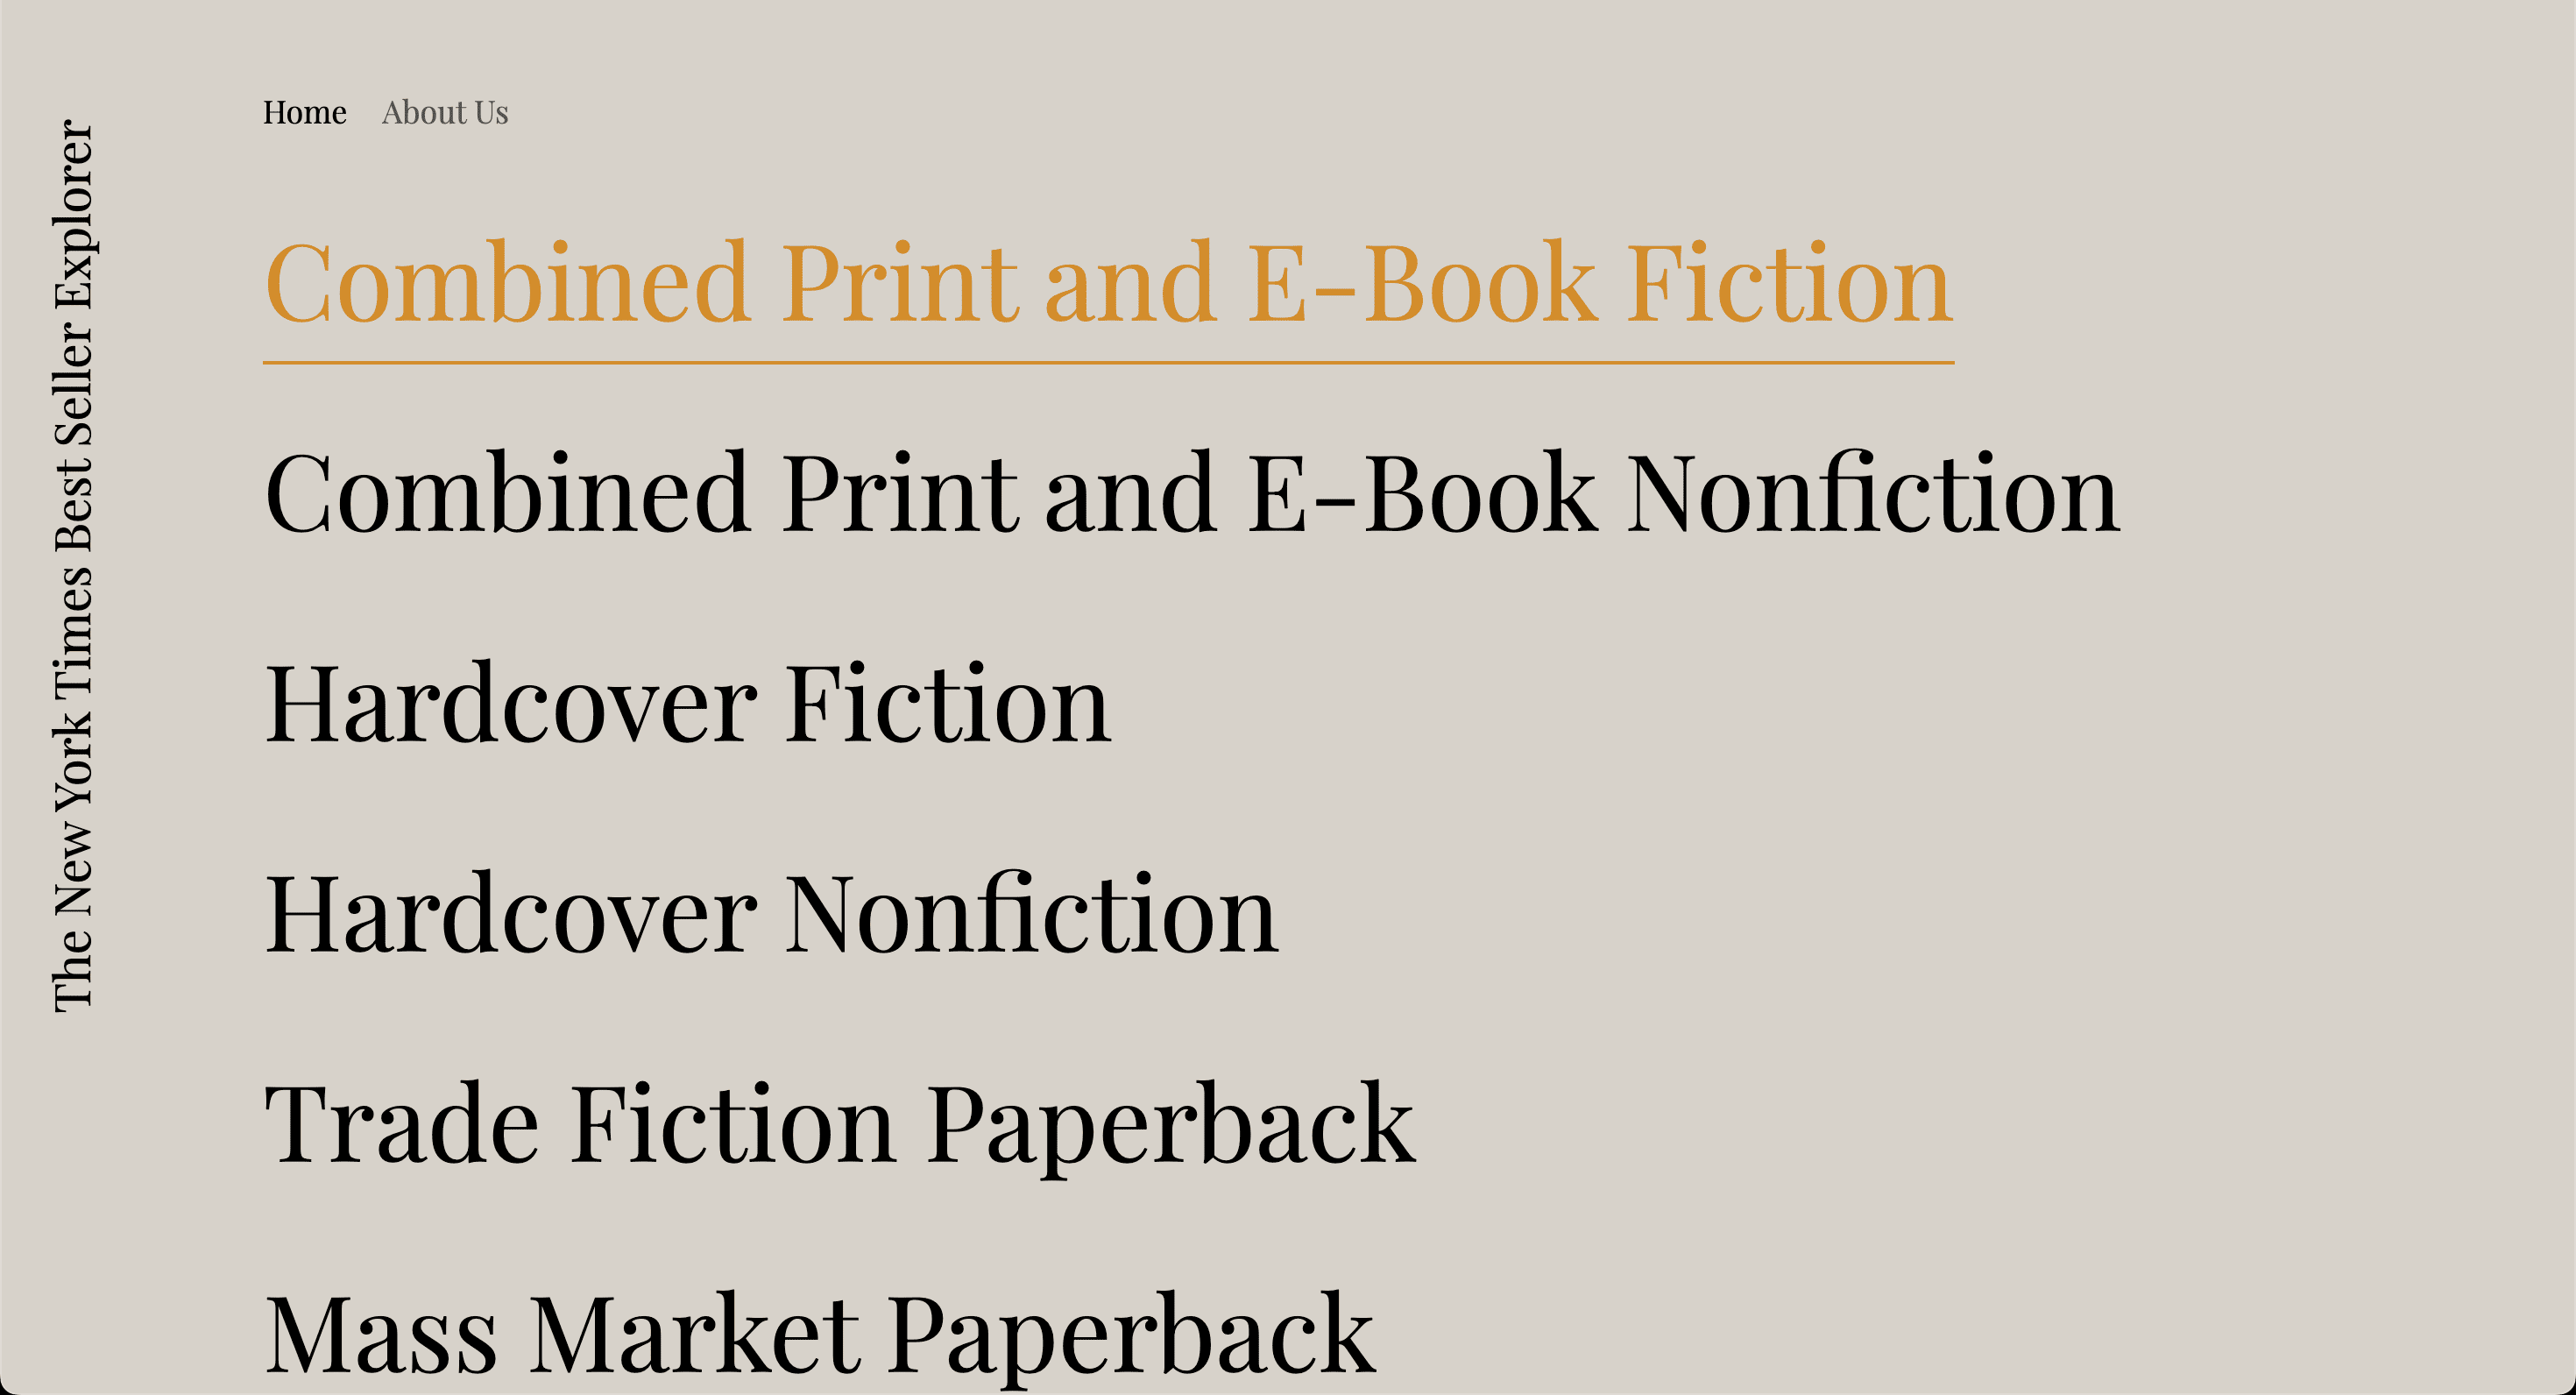 The New York Times Best Seller Explorer
Home About Us
Combined Print and E-Book Fiction
Combined Print and E-Book Nonfiction
Hardcover Fiction
Hardcover Nonfiction
Trade Fiction Paperback
Mass Market Paperback